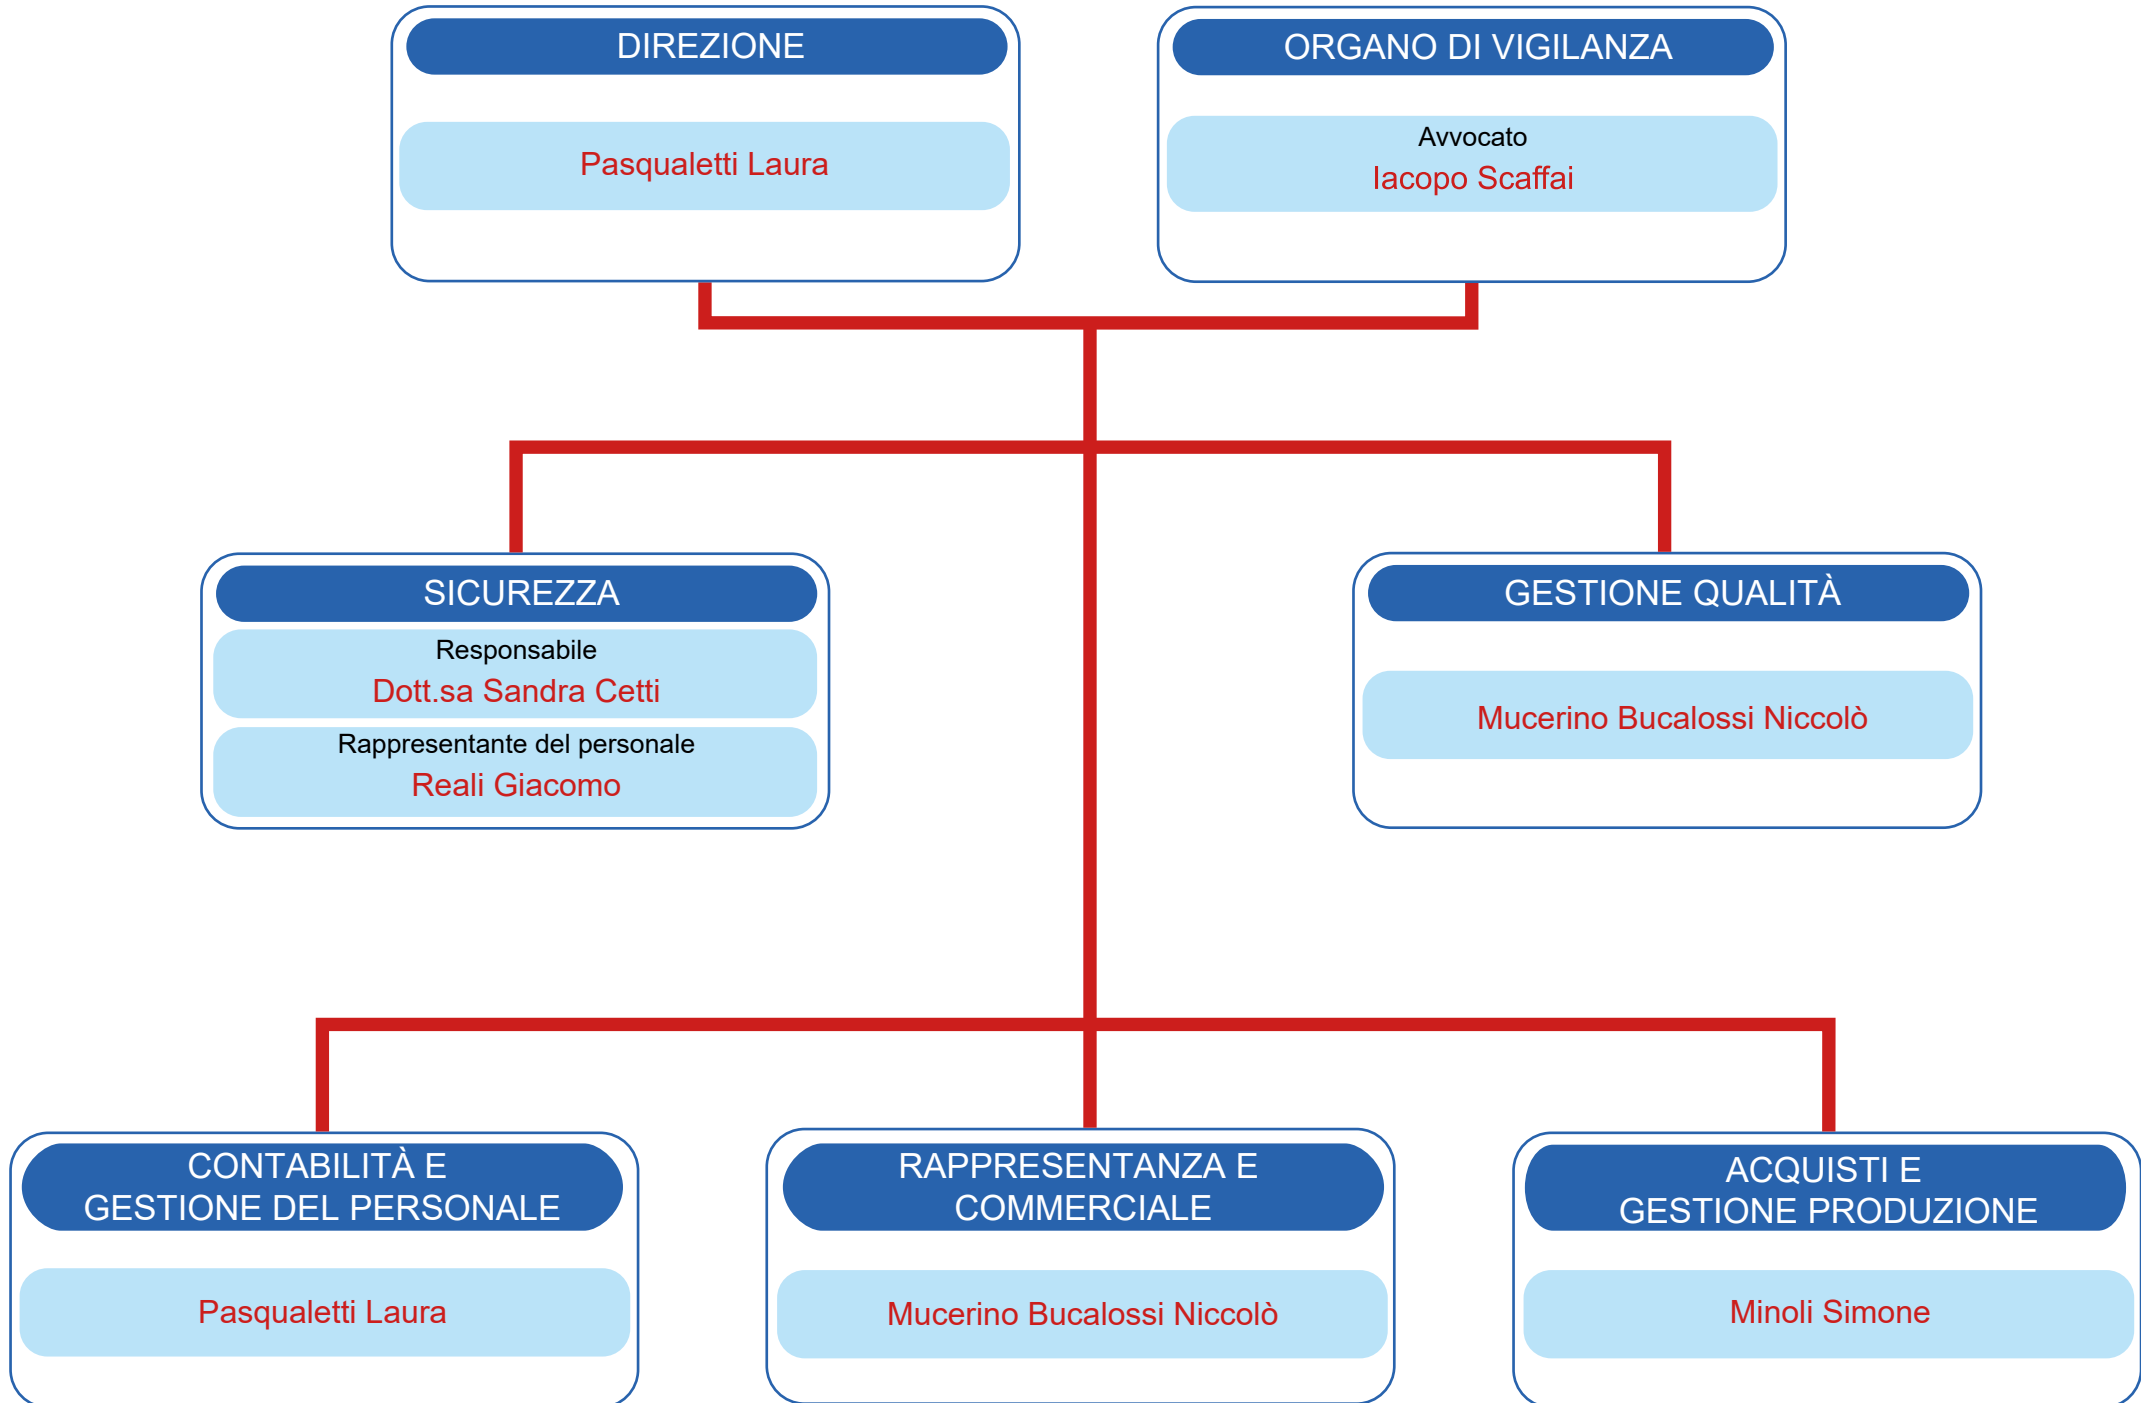 DIREZIONE
Pasqualetti Laura
ORGANO DI VIGILANZA
Avvocato
Iacopo Scaffai
SICUREZZA
Responsabile
Dott.sa Sandra Cetti
Rappresentante del personale
Reali Giacomo
GESTIONE QUALITÀ
Mucerino Bucalossi Niccolò
CONTABILITÀ E
GESTIONE DEL PERSONALE
Pasqualetti Laura
RAPPRESENTANZA E
COMMERCIALE
Mucerino Bucalossi Niccolò
ACQUISTI E
GESTIONE PRODUZIONE
Minoli Simone